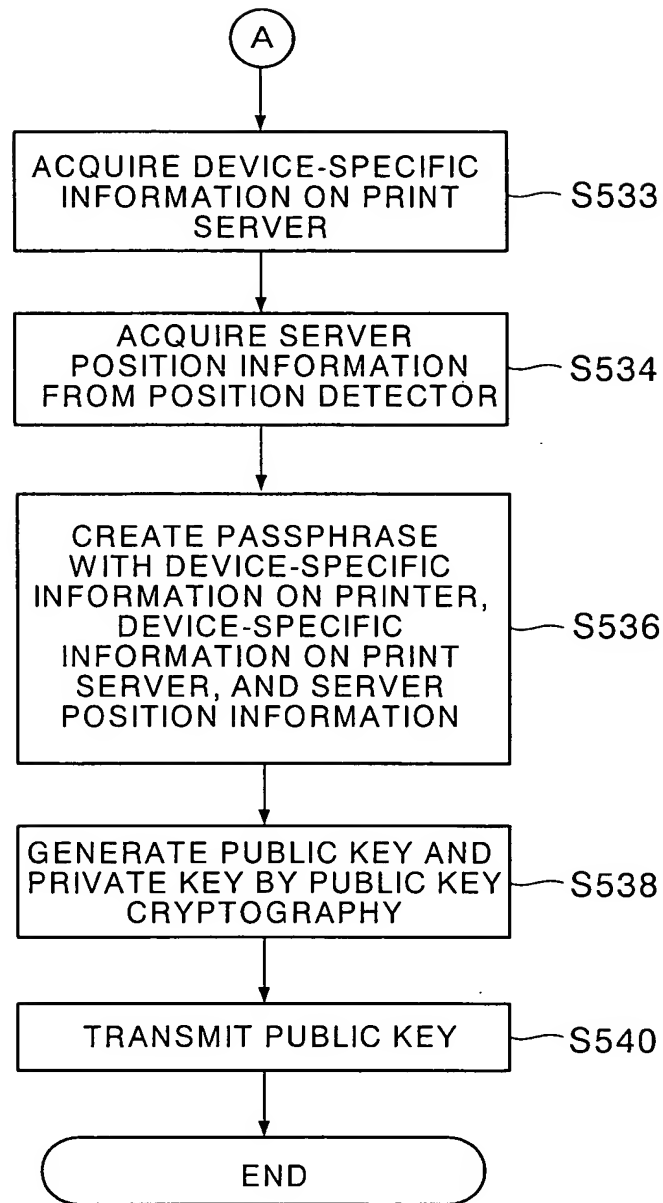 A
ACQUIRE DEVICE-SPECIFIC
INFORMATION ON PRINT
SERVER
S533
ACQUIRE SERVER
POSITION INFORMATION
FROM POSITION DETECTOR
S534
CREATE PASSPHRASE
WITH DEVICE-SPECIFIC
INFORMATION ON PRINTER,
DEVICE-SPECIFIC
INFORMATION ON PRINT
SERVER, AND SERVER
POSITION INFORMATION
S536
GENERATE PUBLIC KEY AND
PRIVATE KEY BY PUBLIC KEY
CRYPTOGRAPHY
S538
TRANSMIT PUBLIC KEY
S540
END